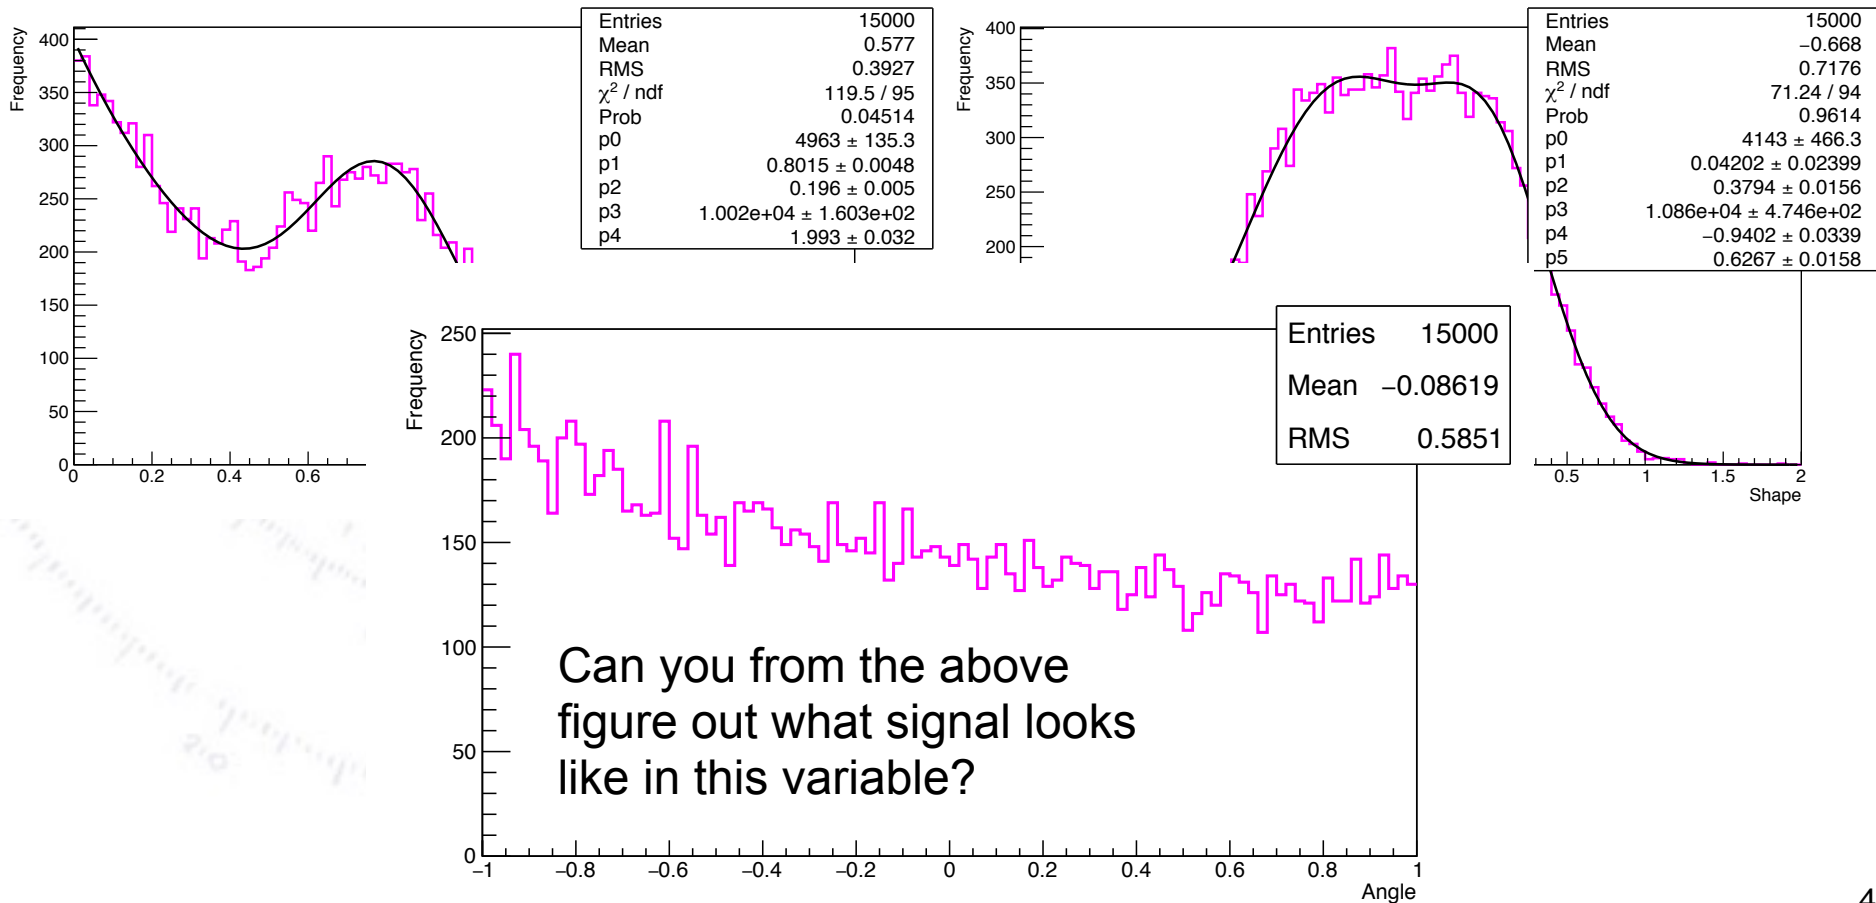 Frequency
400
350
300
250
200
150
100
50
0
0 0.2 0.4 0.6
Entries 15000
Mean 0.577
RMS 0.3927
χ² / ndf 119.5 / 95
Prob 0.04514
p0 4963 ± 135.3
p1 0.8015 ± 0.0048
p2 0.196 ± 0.005
p3 1.002e+04 ± 1.603e+02
p4 1.993 ± 0.032
Frequency
400
350
300
250
200
Entries 15000
Mean −0.668
RMS 0.7176
χ² / ndf 71.24 / 94
Prob 0.9614
p0 4143 ± 466.3
p1 0.04202 ± 0.02399
p2 0.3794 ± 0.0156
p3 1.086e+04 ± 4.746e+02
p4 −0.9402 ± 0.0339
p5 0.6267 ± 0.0158
0.5 1 1.5 2
Shape
Frequency
250
200
150
100
50
0
Entries 15000
Mean −0.08619
RMS 0.5851
Can you from the above
figure out what signal looks
like in this variable?
−1 −0.8 −0.6 −0.4 −0.2 0 0.2 0.4 0.6 0.8 1
Angle
4